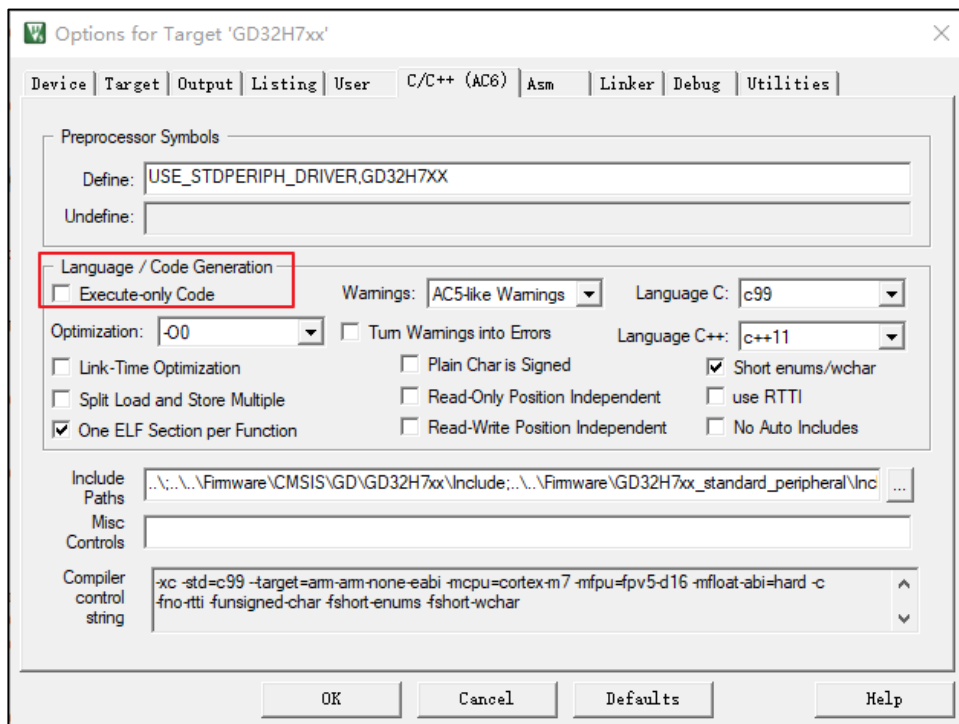 Options for Target 'GD32H7xx'
Device Target Output Listing User C/C++ (AC6) Asm Linker Debug Utilities
Preprocessor Symbols
Define: USE_STDPERIPH_DRIVER,GD32H7XX
Undefine:
Language / Code Generation
Execute-only Code Warnings: AC5-like Warnings Language C: c99
Optimization: -O0 Turn Warnings into Errors Language C++: c++11
Link-Time Optimization Plain Char is Signed Short enums/wchar
Split Load and Store Multiple Read-Only Position Independent use RTTI
One ELF Section per Function Read-Write Position Independent No Auto Includes
Include Paths ..\;..\..\Firmware\CMSIS\GD\GD32H7xx\Include;..\..\Firmware\GD32H7xx_standard_peripheral\Incl ...
Misc Controls
Compiler control string -xc -std=c99 --target=arm-arm-none-eabi -mcpu=cortex-m7 -mfpu=fpv5-d16 -mfloat-abi=hard -c
-fno-rtti -funsigned-char -fshort-enums -fshort-wchar
OK Cancel Defaults Help